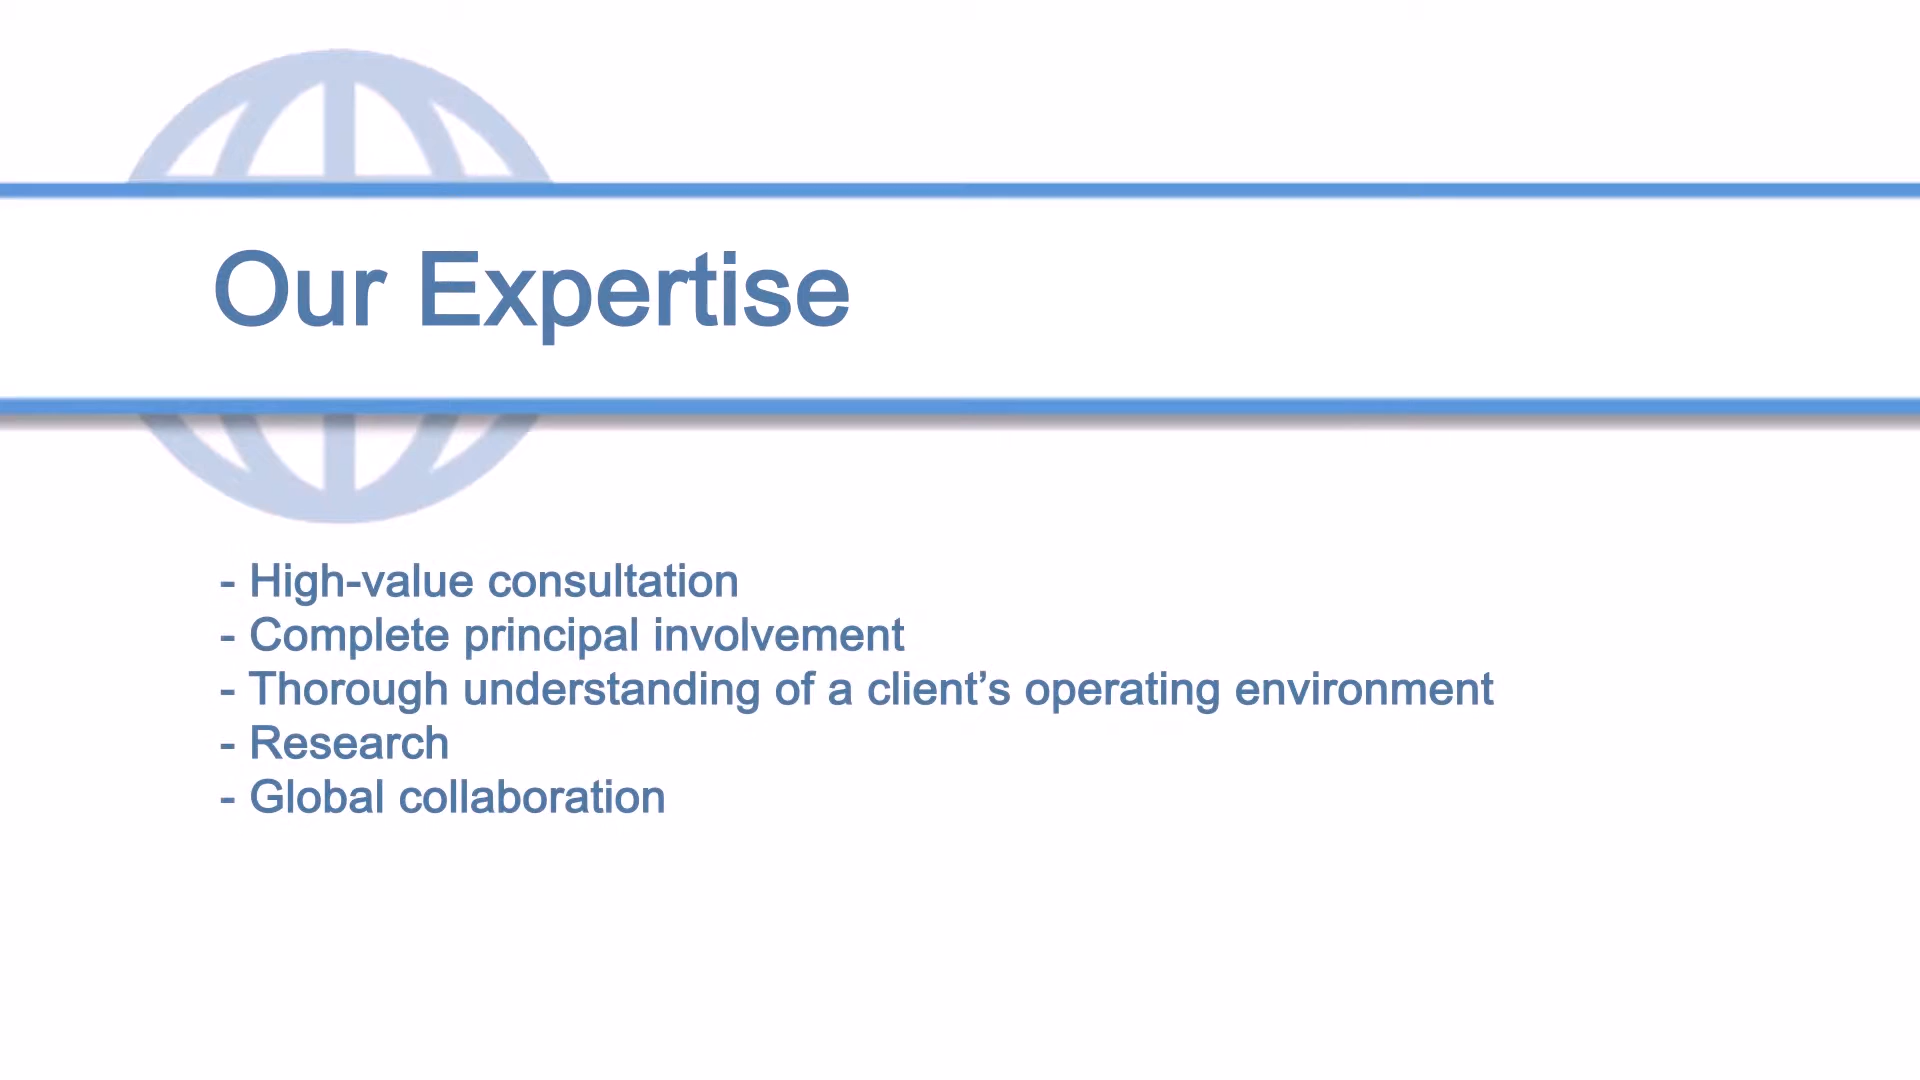 Our Expertise
- High-value consultation
- Complete principal involvement
- Thorough understanding of a client’s operating environment
- Research
- Global collaboration